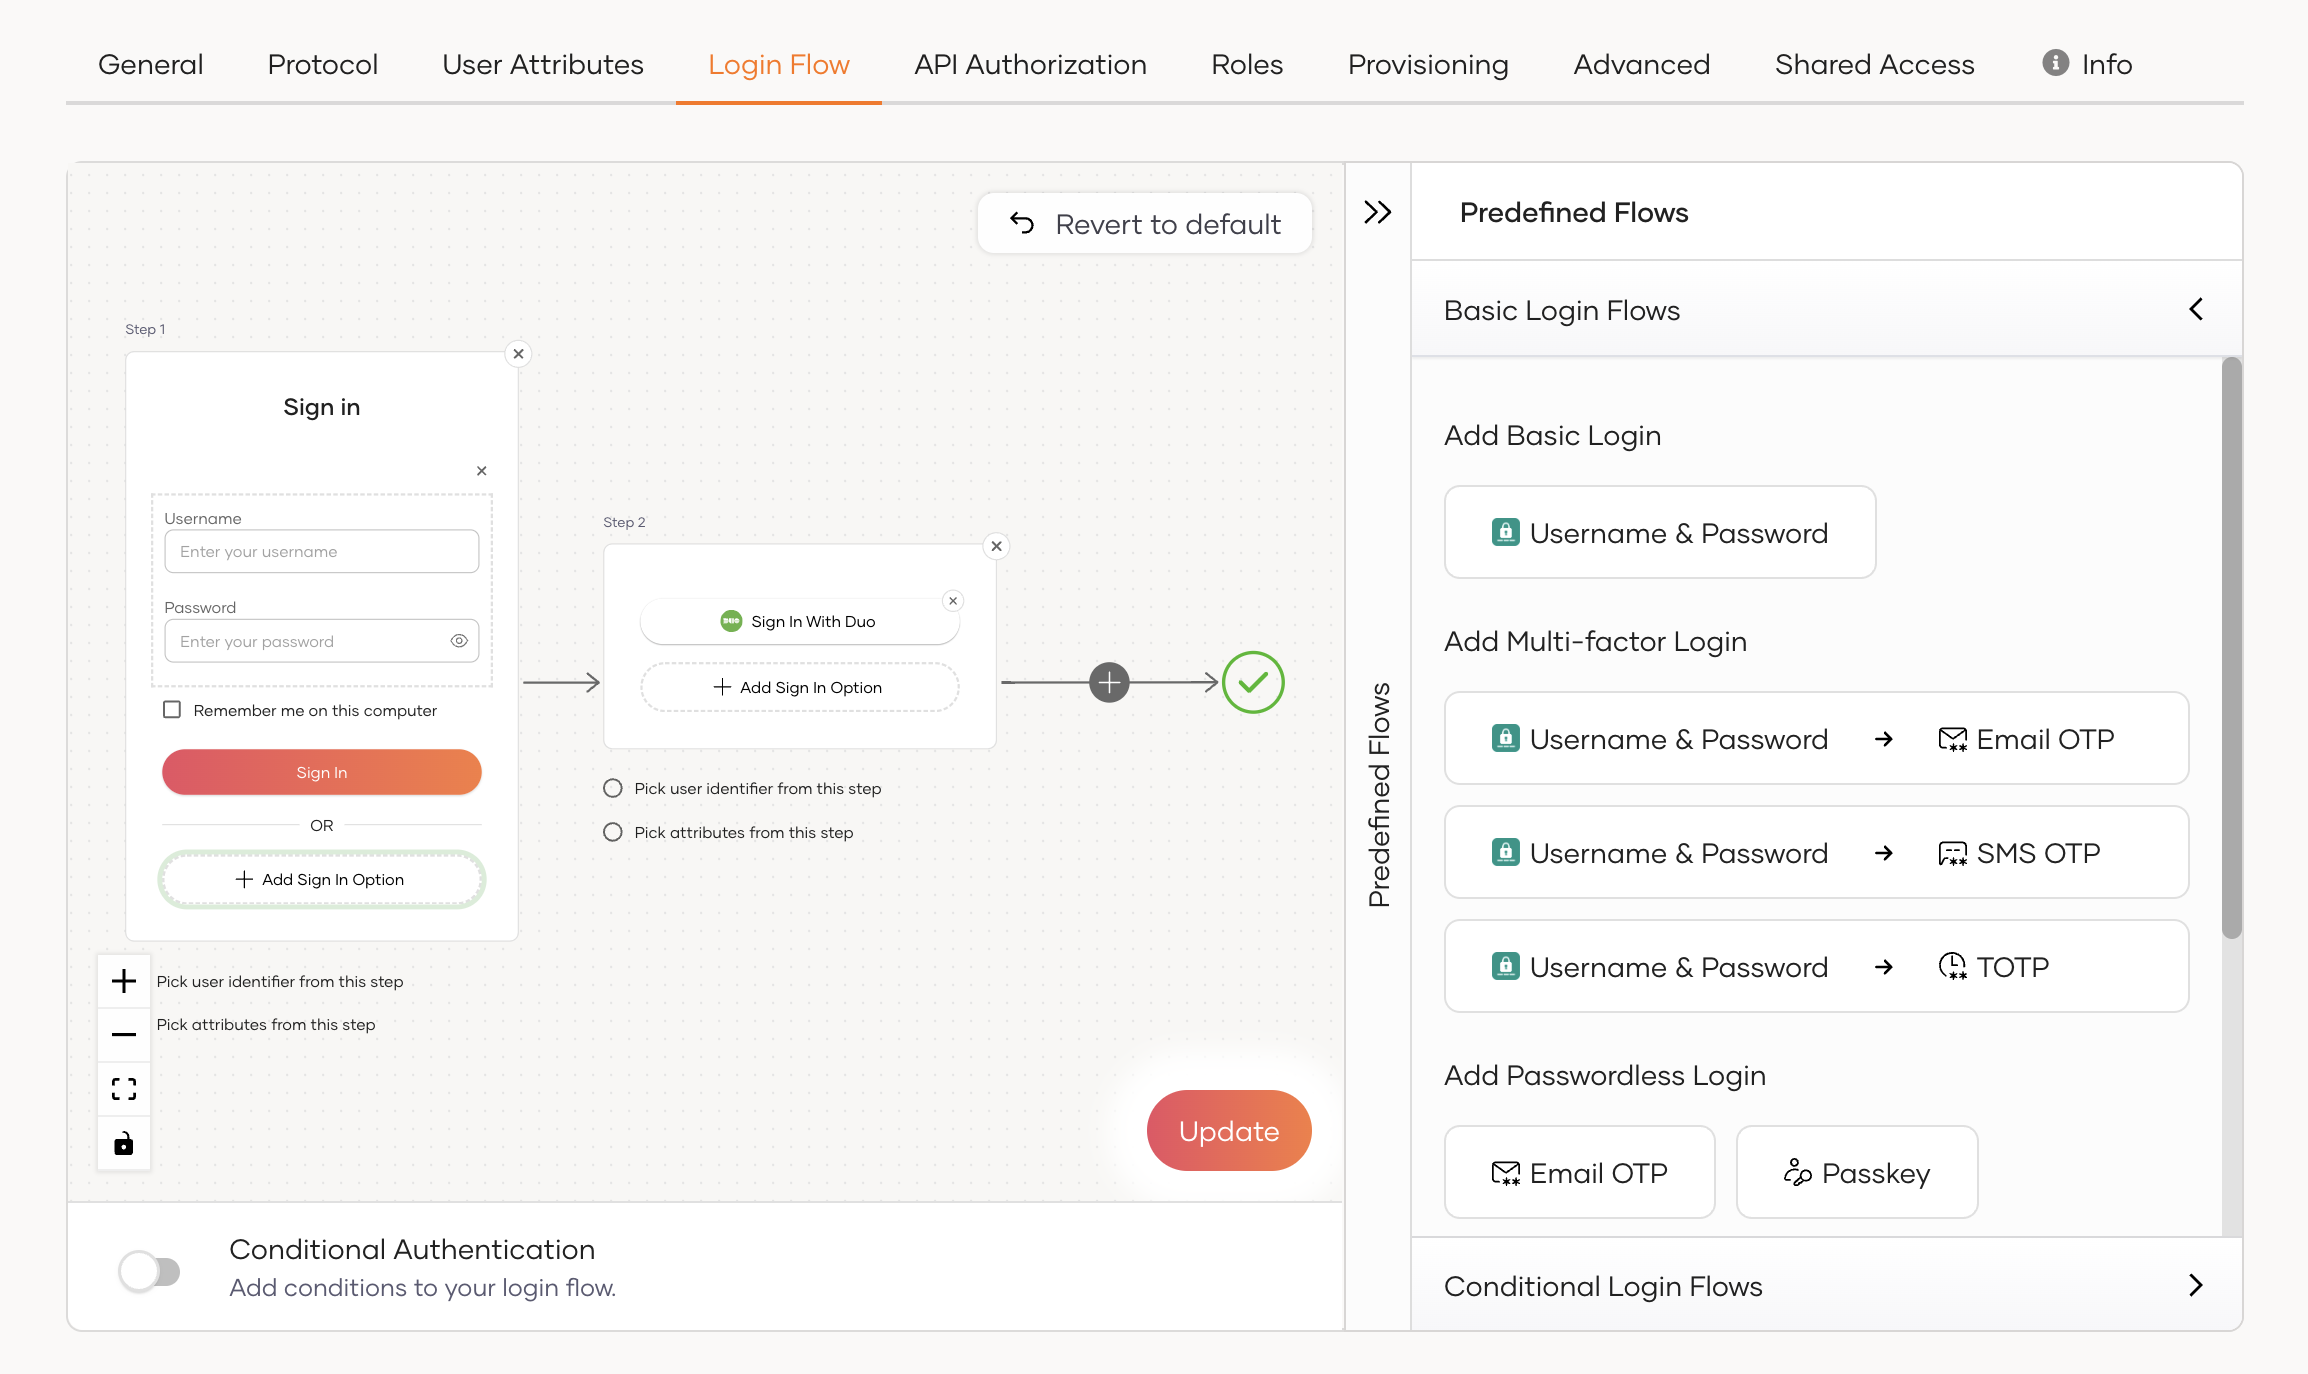 General
Protocol
User Attributes
Login Flow
API Authorization
Roles
Provisioning
Advanced
Shared Access
Info
Revert to default
Step 1
Sign in
Username
Enter your username
Password
Enter your password
Remember me on this computer
Sign In
OR
Add Sign In Option
Pick user identifier from this step
Pick attributes from this step
Step 2
DUO
Sign In With Duo
Add Sign In Option
Pick user identifier from this step
Pick attributes from this step
Update
Conditional Authentication
Add conditions to your login flow.
Predefined Flows
Predefined Flows
Basic Login Flows
Add Basic Login
Username & Password
Add Multi-factor Login
Username & Password → Email OTP
Username & Password → SMS OTP
Username & Password → TOTP
Add Passwordless Login
Email OTP
Passkey
Conditional Login Flows